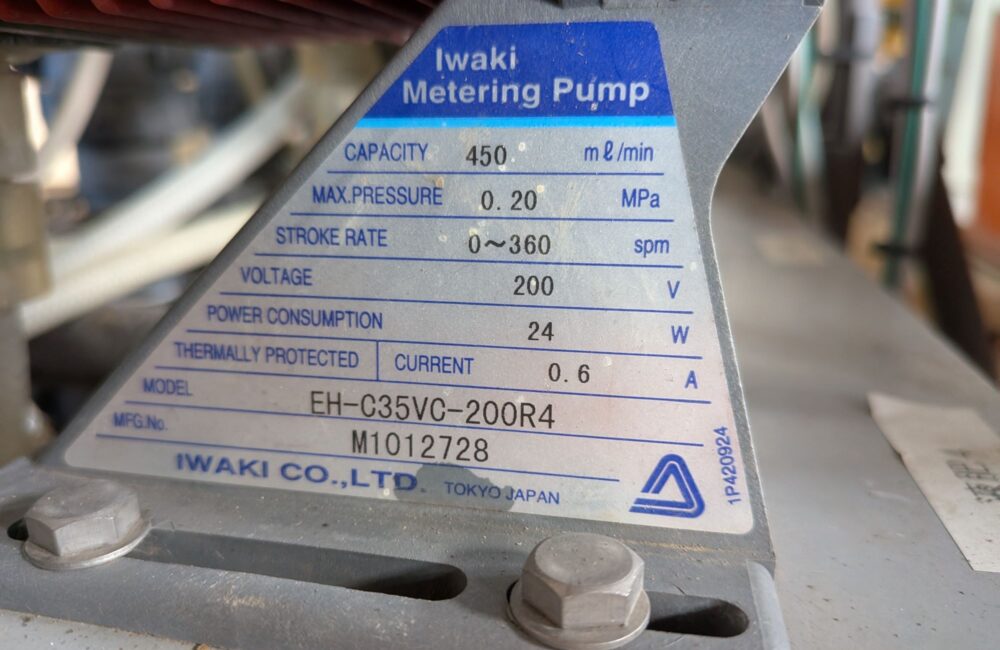 Iwaki
Metering Pump
CAPACITY 450 mℓ/min
MAX.PRESSURE 0.20 MPa
STROKE RATE 0～360 spm
VOLTAGE 200 V
POWER CONSUMPTION 24 W
THERMALLY PROTECTED CURRENT 0.6 A
MODEL EH-C35VC-200R4
MFG.No. M1012728
IWAKI CO.,LTD. TOKYO JAPAN
1P420924